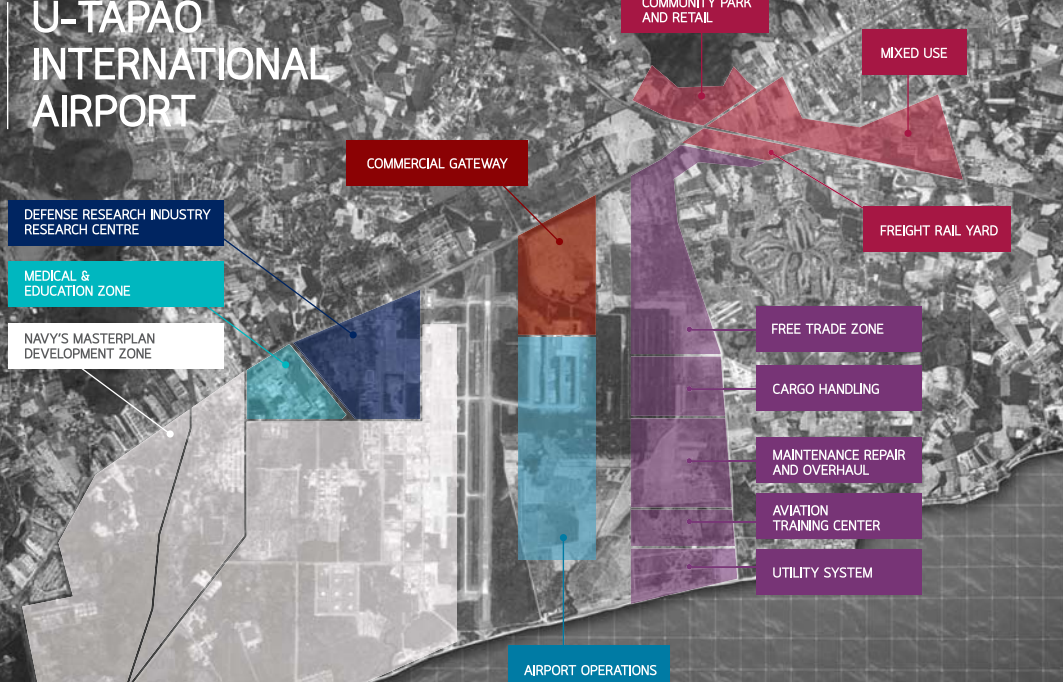 U-TAPAO
INTERNATIONAL
AIRPORT
COMMUNITY PARK
AND RETAIL
MIXED USE
COMMERCIAL GATEWAY
DEFENSE RESEARCH INDUSTRY
RESEARCH CENTRE
FREIGHT RAIL YARD
MEDICAL &
EDUCATION ZONE
NAVY'S MASTERPLAN
DEVELOPMENT ZONE
FREE TRADE ZONE
CARGO HANDLING
MAINTENANCE REPAIR
AND OVERHAUL
AVIATION
TRAINING CENTER
UTILITY SYSTEM
AIRPORT OPERATIONS